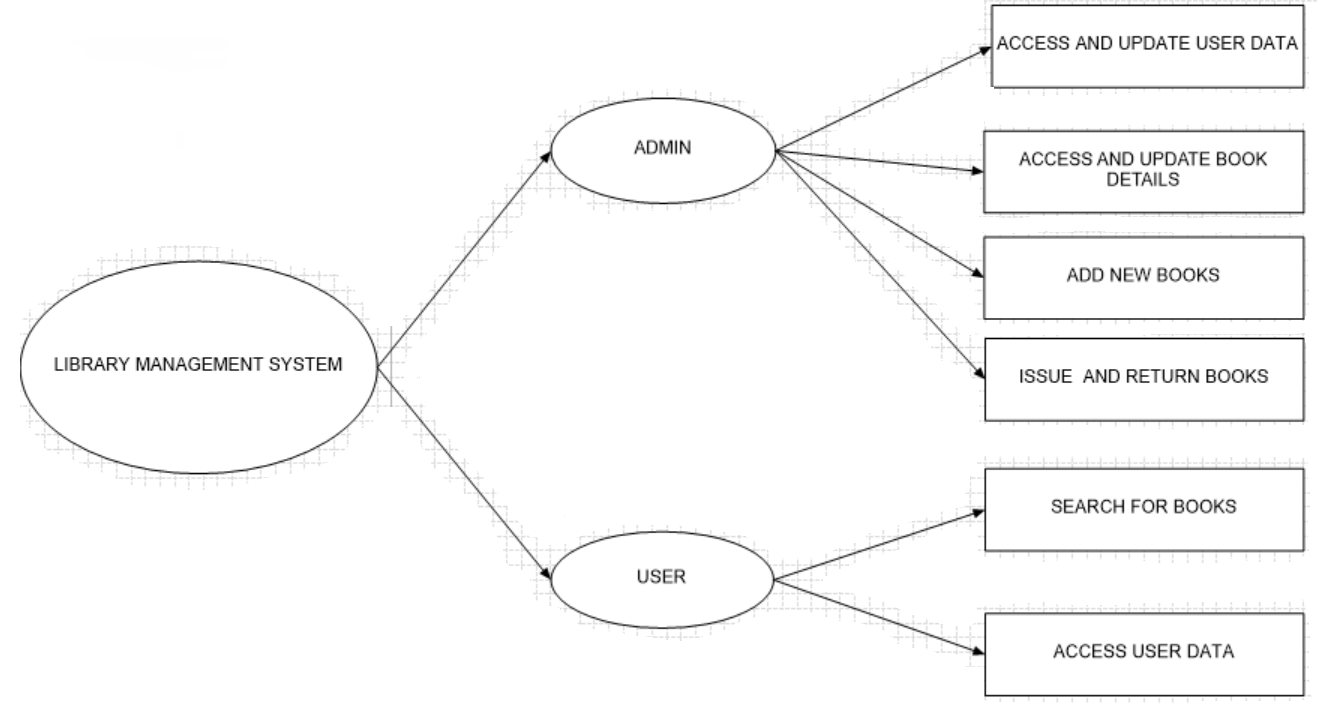 ACCESS AND UPDATE USER DATA
ADMIN
ACCESS AND UPDATE BOOK
DETAILS
ADD NEW BOOKS
LIBRARY MANAGEMENT SYSTEM
ISSUE  AND RETURN BOOKS
SEARCH FOR BOOKS
USER
ACCESS USER DATA